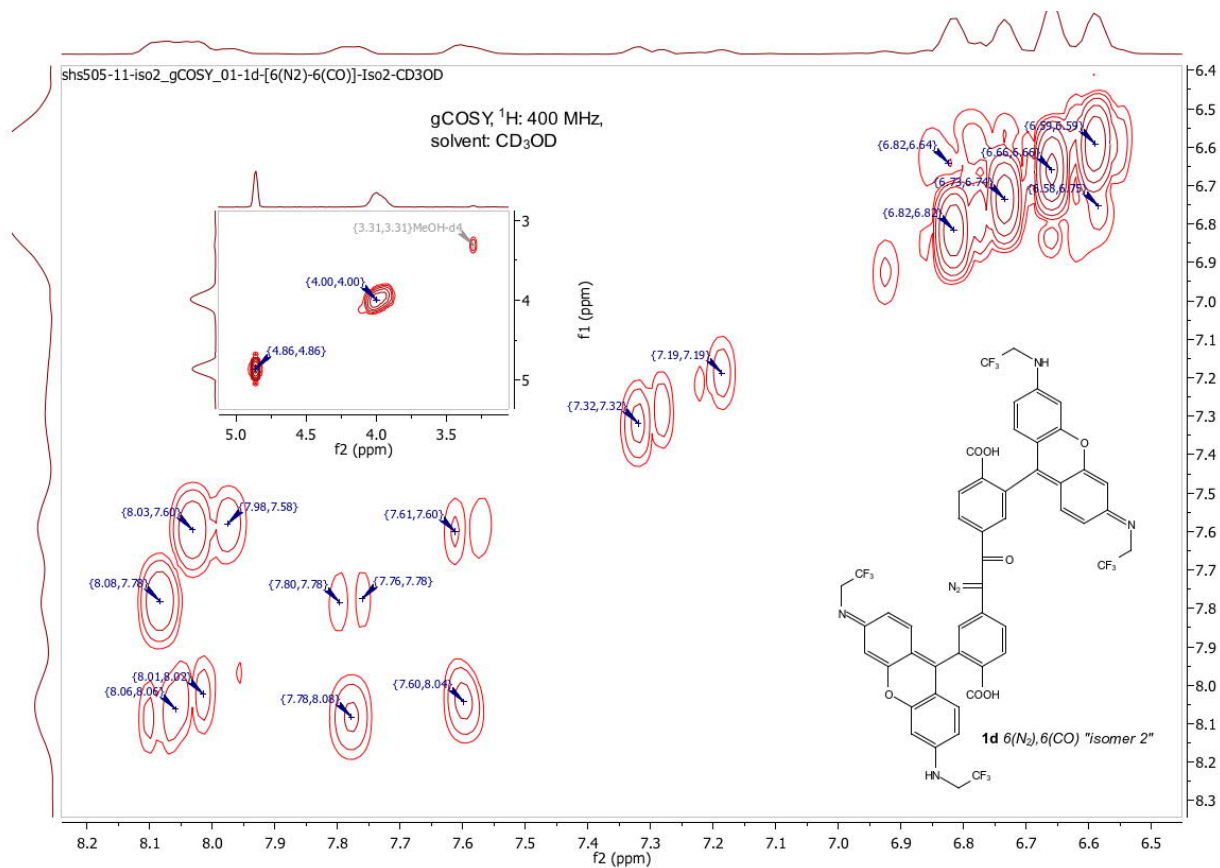 shs505-11-iso2_gCOSY_01-1d-[6(N2)-6(CO)]-Iso2-CD3OD
gCOSY, ¹H: 400 MHz,
solvent: CD₃OD
{6.82,6.64}
{6.59,6.59}
{6.66,6.66}
{6.73,6.74}
{6.58,6.75}
{6.82,6.82}
{3.31,3.31}MeOH-d4
{4.00,4.00}
{4.86,4.86}
3
4
5
5.0 4.5 4.0 3.5
f2 (ppm)
{7.19,7.19}
{7.32,7.32}
{8.03,7.60}
{7.98,7.58}
{7.61,7.60}
{8.08,7.78}
{7.80,7.78}
{7.76,7.78}
{8.01,8.02}
{8.06,8.06}
{7.78,8.08}
{7.60,8.04}
CF₃
NH
COOH
O
N
CF₃
O
N₂
CF₃
N
O
COOH
NH
CF₃
1d 6(N₂),6(CO) "isomer 2"
6.4
6.5
6.6
6.7
6.8
6.9
7.0
7.1
7.2
7.3
7.4
7.5
7.6
7.7
7.8
7.9
8.0
8.1
8.2
8.3
f1 (ppm)
8.2 8.1 8.0 7.9 7.8 7.7 7.6 7.5 7.4 7.3 7.2 7.1 7.0 6.9 6.8 6.7 6.6 6.5
f2 (ppm)